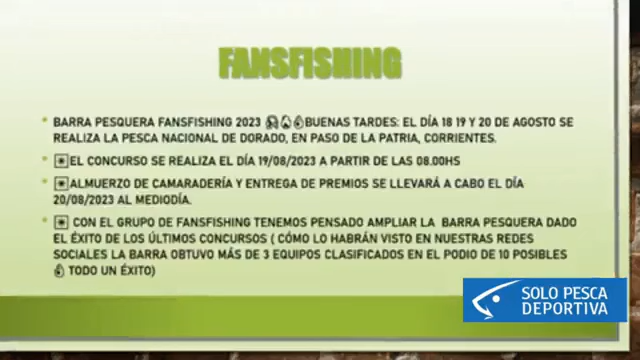 FANSFISHING
• BARRA PESQUERA FANSFISHING 2023 BUENAS TARDES: EL DÍA 18 19 Y 20 DE AGOSTO SE
REALIZA LA PESCA NACIONAL DE DORADO, EN PASO DE LA PATRIA, CORRIENTES.
• EL CONCURSO SE REALIZA EL DÍA 19/08/2023 A PARTIR DE LAS 08.00HS
• ALMUERZO DE CAMARADERÍA Y ENTREGA DE PREMIOS SE LLEVARÁ A CABO EL DÍA
20/08/2023 AL MEDIODÍA.
• CON EL GRUPO DE FANSFISHING TENEMOS PENSADO AMPLIAR LA BARRA PESQUERA DADO
EL ÉXITO DE LOS ÚLTIMOS CONCURSOS ( CÓMO LO HABRÁN VISTO EN NUESTRAS REDES
SOCIALES LA BARRA OBTUVO MÁS DE 3 EQUIPOS CLASIFICADOS EN EL PODIO DE 10 POSIBLES
TODO UN ÉXITO)
SOLO PESCA
DEPORTIVA